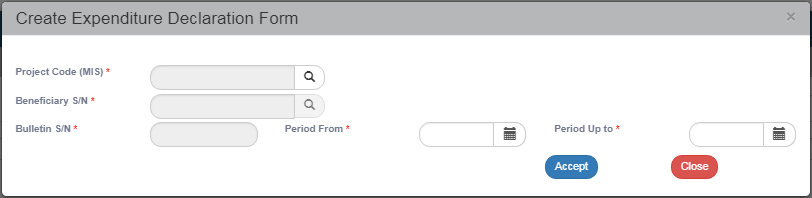 Create Expenditure Declaration Form ×
Project Code (MIS) *
Beneficiary S/N *
Bulletin S/N * Period From * Period Up to *
Accept Close